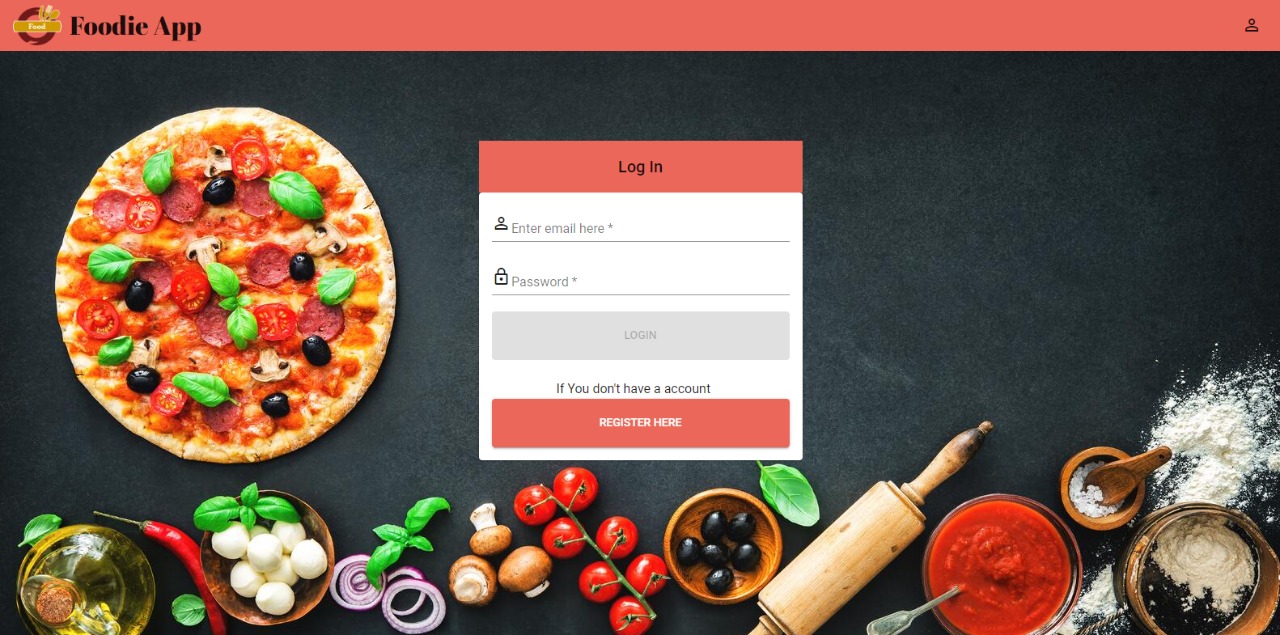 Food
Foodie App
Log In
Enter email here *
Password *
LOGIN
If You don't have a account
REGISTER HERE